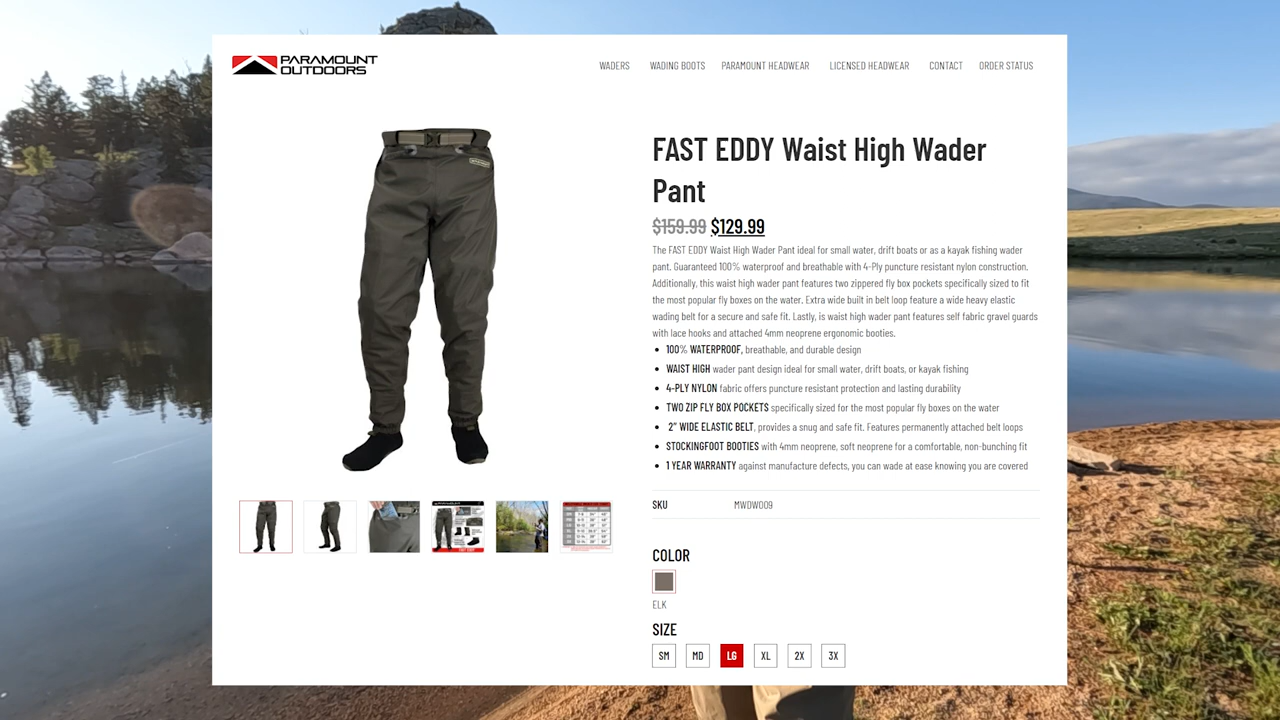 PARAMOUNT
OUTDOORS
WADERS WADING BOOTS PARAMOUNT HEADWEAR LICENSED HEADWEAR CONTACT ORDER STATUS
FAST EDDY Waist High Wader
Pant
$159.99 $129.99
The FAST EDDY Waist High Wader Pant ideal for small water, drift boats or as a kayak fishing wader
pant. Guaranteed 100% waterproof and breathable with 4-Ply puncture resistant nylon construction.
Additionally, this waist high wader pant features two zippered fly box pockets specifically sized to fit
the most popular fly boxes on the water. Extra wide built in belt loop feature a wide heavy elastic
wading belt for a secure and safe fit. Lastly, is waist high wader pant features self fabric gravel guards
with lace hooks and attached 4mm neoprene ergonomic booties.
• 100% WATERPROOF, breathable, and durable design
• WAIST HIGH wader pant design ideal for small water, drift boats, or kayak fishing
• 4-PLY NYLON fabric offers puncture resistant protection and lasting durability
• TWO ZIP FLY BOX POCKETS specifically sized for the most popular fly boxes on the water
• 2" WIDE ELASTIC BELT, provides a snug and safe fit. Features permanently attached belt loops
• STOCKINGFOOT BOOTIES with 4mm neoprene, soft neoprene for a comfortable, non-bunching fit
• 1 YEAR WARRANTY against manufacture defects, you can wade at ease knowing you are covered
SKU MWDW009
COLOR
ELK
SIZE
SM MD LG XL 2X 3X